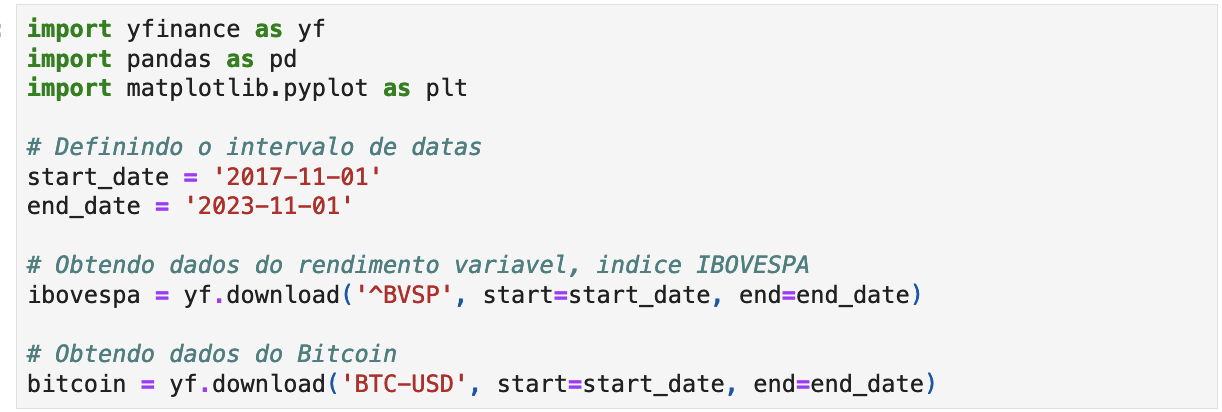 import yfinance as yf
import pandas as pd
import matplotlib.pyplot as plt
# Definindo o intervalo de datas
start_date = '2017-11-01'
end_date = '2023-11-01'
# Obtendo dados do rendimento variavel, indice IBOVESPA
ibovespa = yf.download('^BVSP', start=start_date, end=end_date)
# Obtendo dados do Bitcoin
bitcoin = yf.download('BTC-USD', start=start_date, end=end_date)